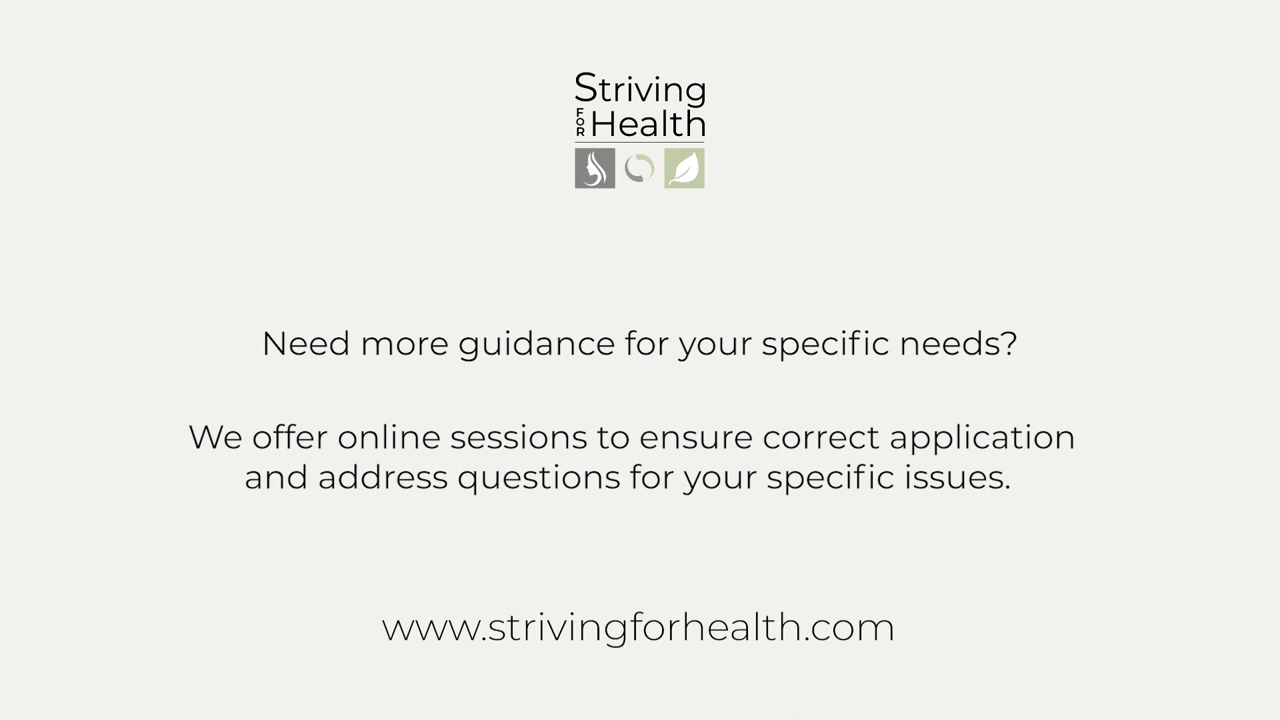 Striving
FOR Health
Need more guidance for your specific needs?
We offer online sessions to ensure correct application
and address questions for your specific issues.
www.strivingforhealth.com